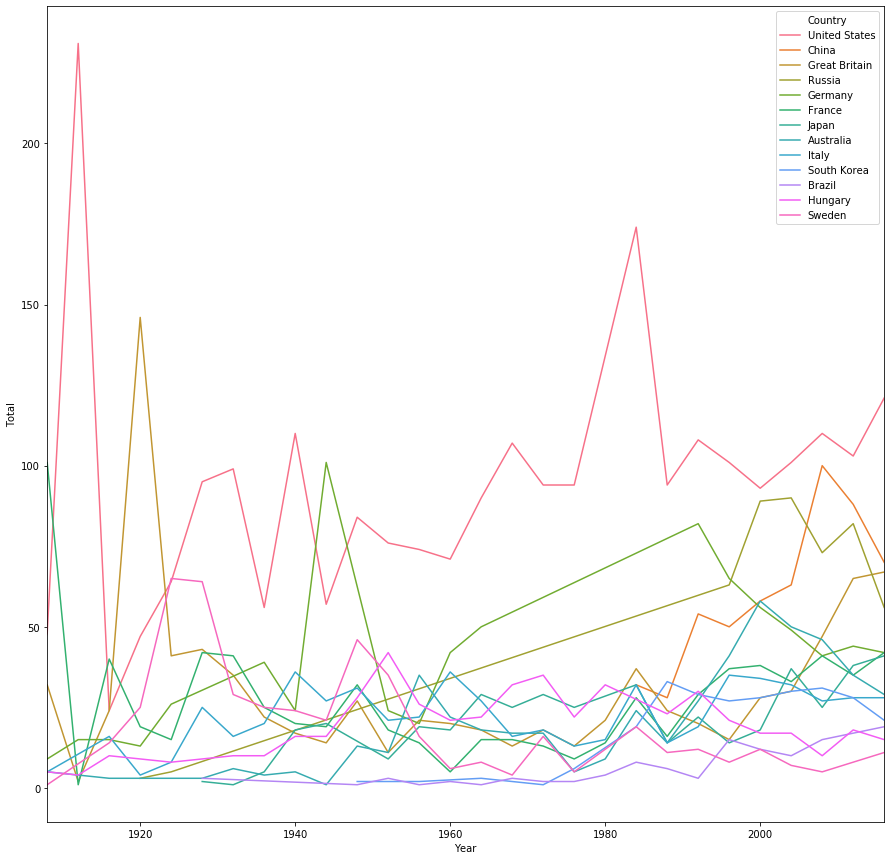 Country
United States
China
Great Britain
Russia
Germany
France
Japan
Australia
Italy
South Korea
Brazil
Hungary
Sweden
Total
200
150
100
50
0
1920
1940
1960
1980
2000
Year